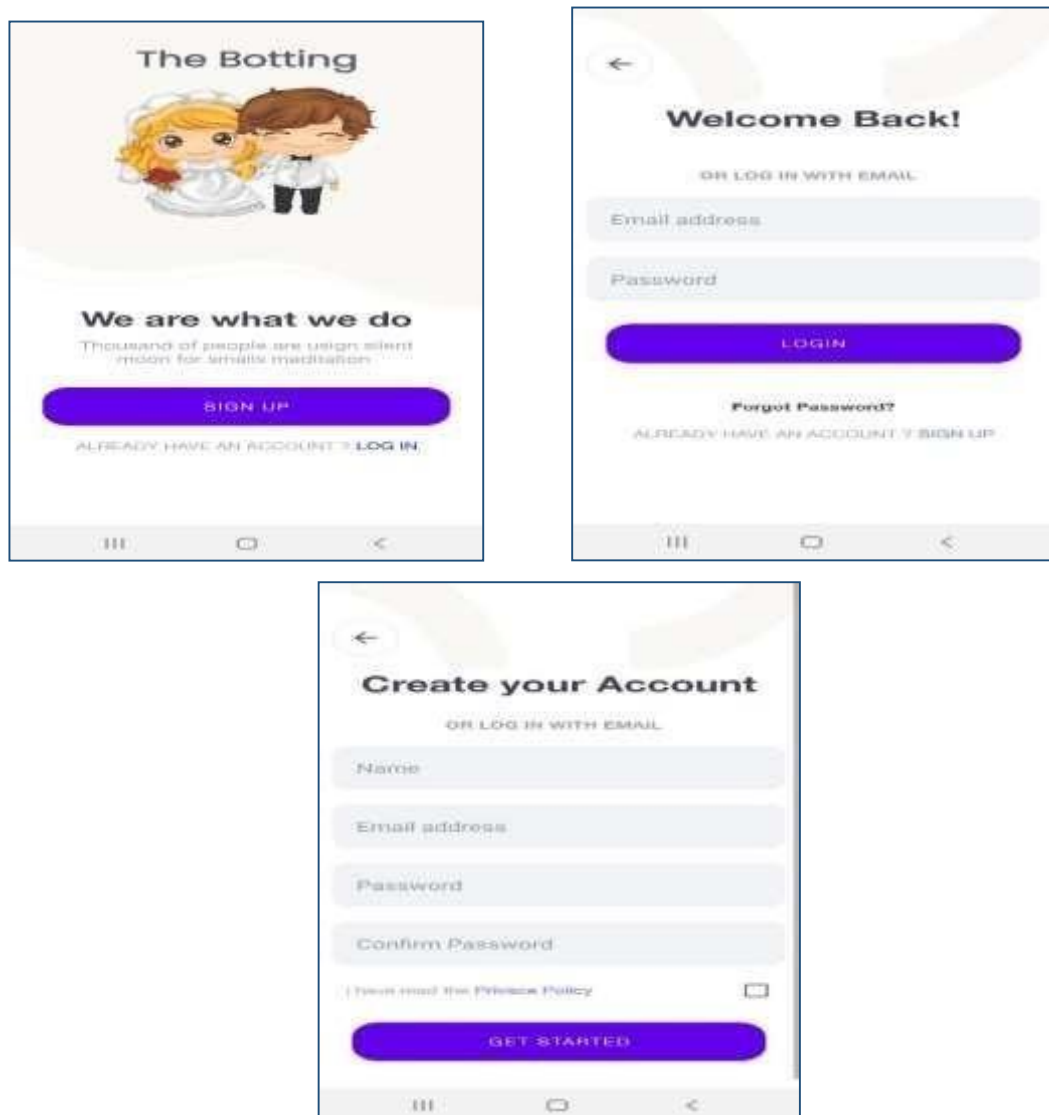 The Botting
We are what we do
Thousand of people are usign silent
moon for smalls meditation
SIGN UP
ALREADY HAVE AN ACCOUNT ? LOG IN
Welcome Back!
OR LOG IN WITH EMAIL
Email address
Password
LOGIN
Forgot Password?
ALREADY HAVE AN ACCOUNT ? SIGN UP
Create your Account
OR LOG IN WITH EMAIL
Name
Email address
Password
Confirm Password
i have read the Privace Policy
GET STARTED